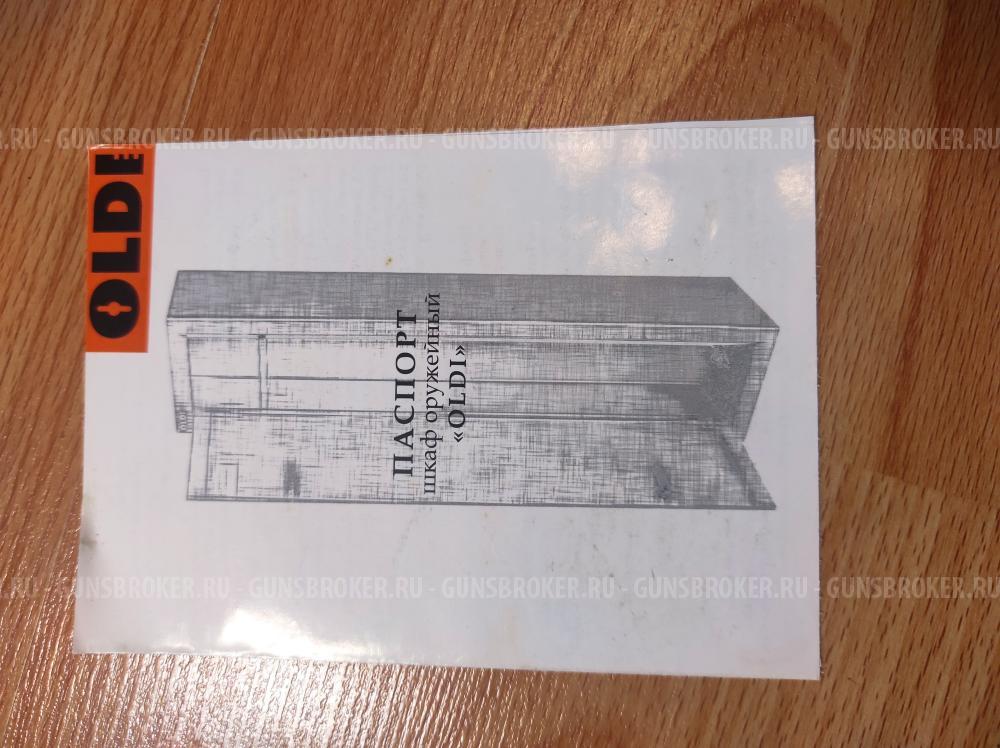 OLDI
ПАСПОРТ
шкаф оружейный
«OLDI»
.RU - GUNSBROKER.RU - GUNSBROKER.RU - GUNSBROKER.RU - GUNSBROKER.RU - GUNSBROKER
.RU - GUNSBROKER.RU - GUNSBROKER.RU - GUNSBROKER.RU - GUNSBROKER.RU - GUNSBROKER